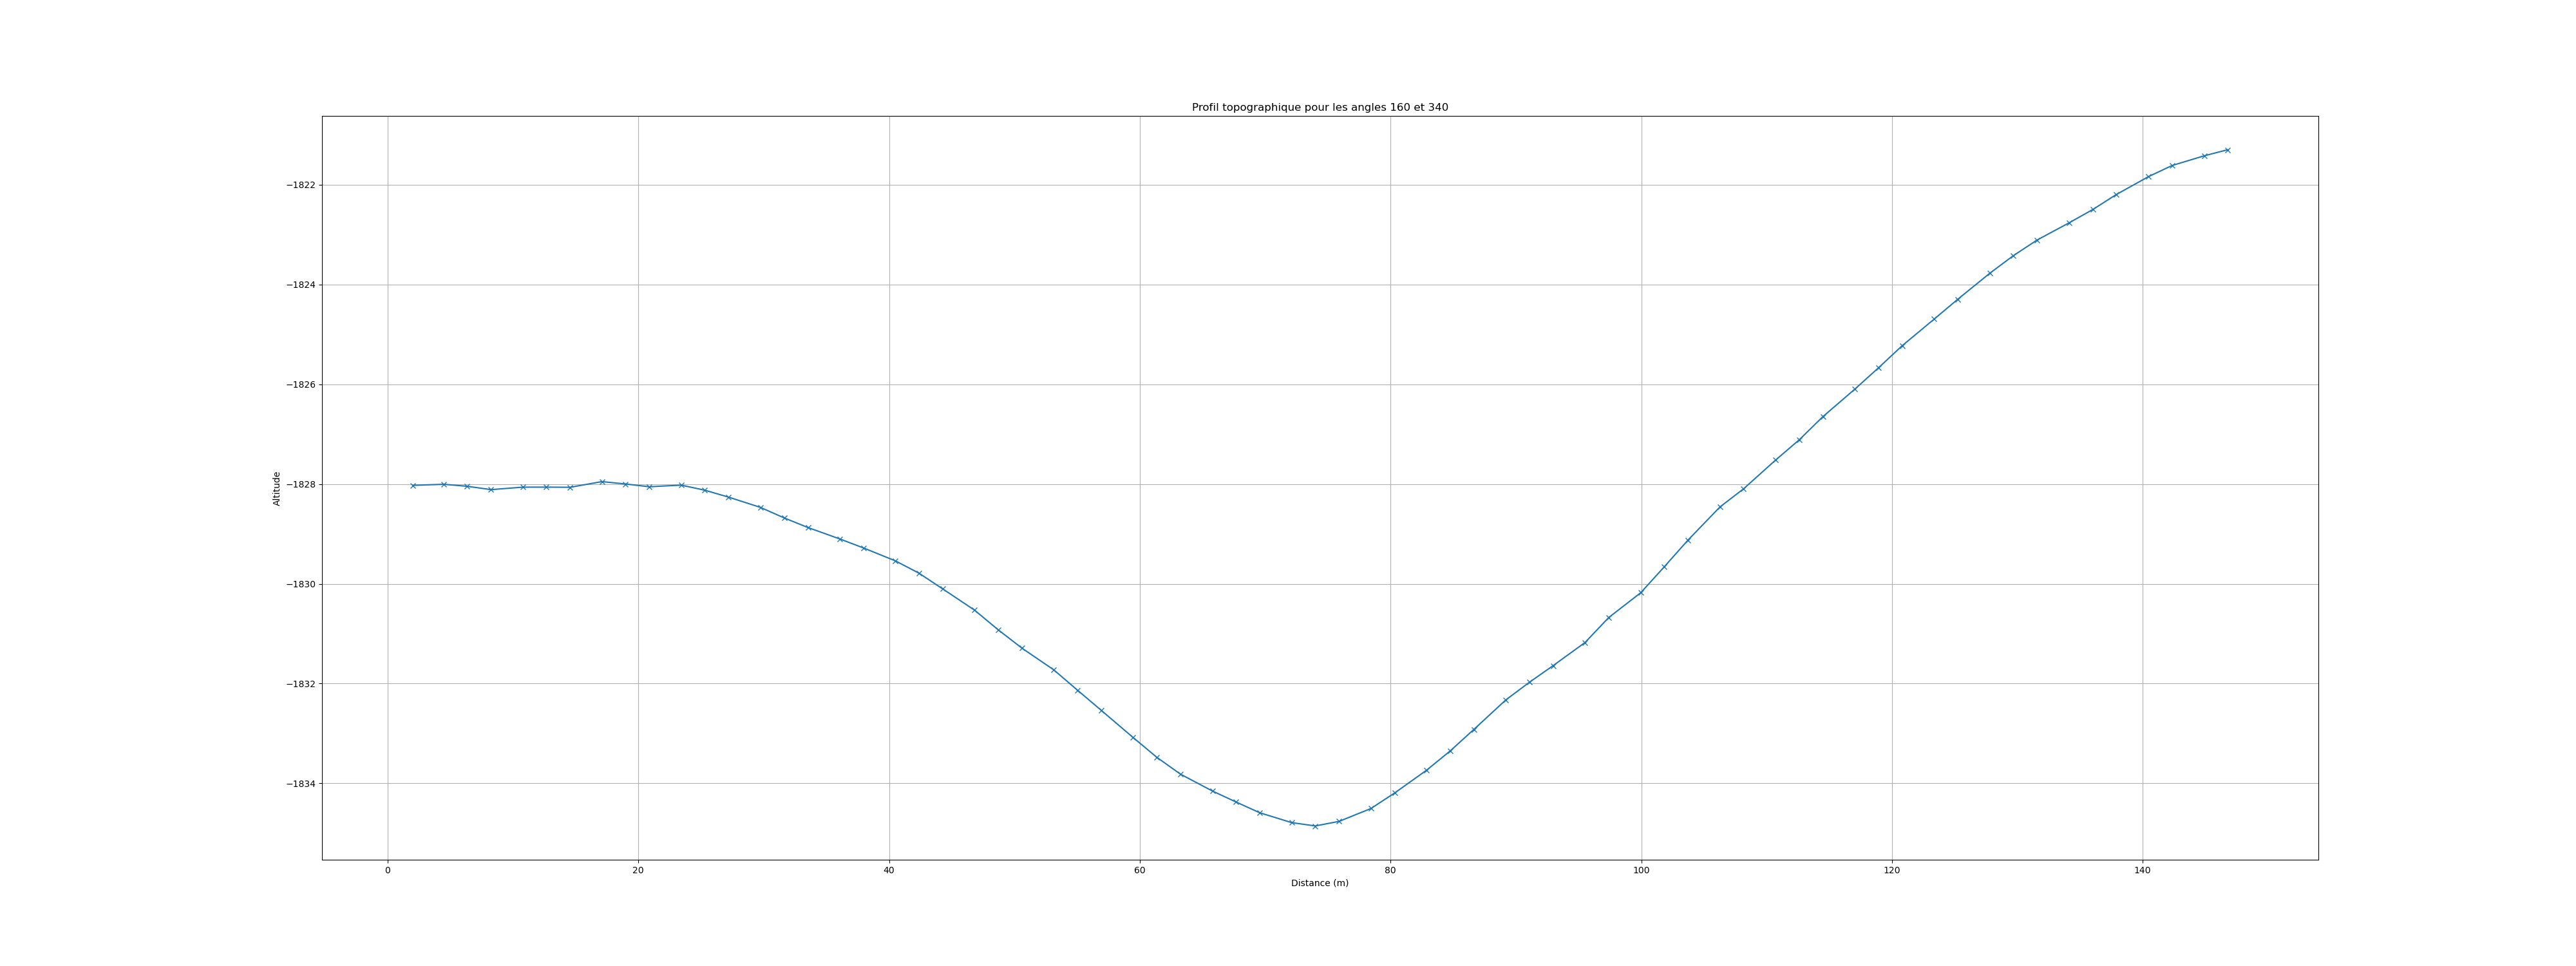 Profil topographique pour les angles 160 et 340
−1822
−1824
−1826
−1828
−1830
−1832
−1834
Altitude
0 20 40 60 80 100 120 140
Distance (m)